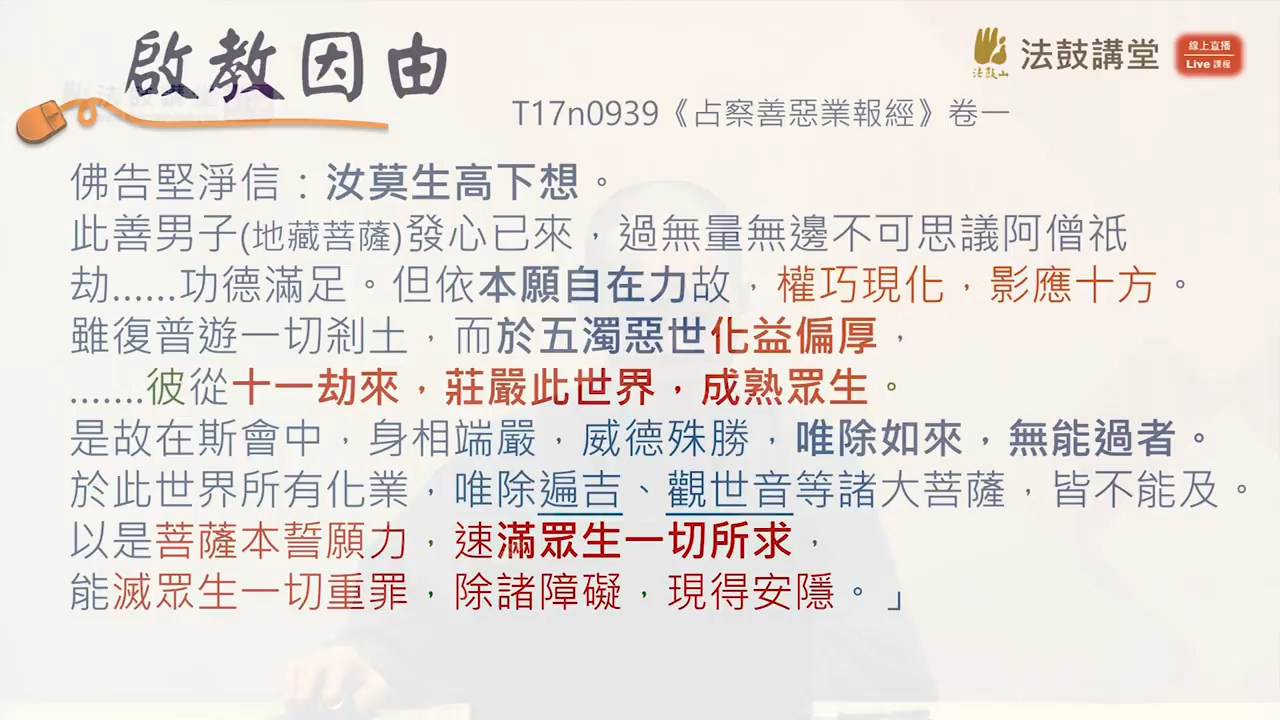 啟教因由
法鼓山
法鼓講堂
線上直播
Live 課程
法鼓講堂
T17n0939《占察善惡業報經》卷一
佛告堅淨信：汝莫生高下想。
此善男子(地藏菩薩)發心已來，過無量無邊不可思議阿僧祇
劫……功德滿足。但依本願自在力故，權巧現化，影應十方。
雖復普遊一切剎土，而於五濁惡世化益偏厚，
…….彼從十一劫來，莊嚴此世界，成熟眾生。
是故在斯會中，身相端嚴，威德殊勝，唯除如來，無能過者。
於此世界所有化業，唯除遍吉、觀世音等諸大菩薩，皆不能及。
以是菩薩本誓願力，速滿眾生一切所求，
能滅眾生一切重罪，除諸障礙，現得安隱。」